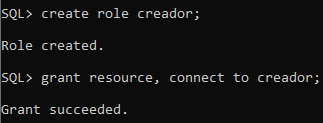 SQL> create role creador;
Role created.
SQL> grant resource, connect to creador;
Grant succeeded.